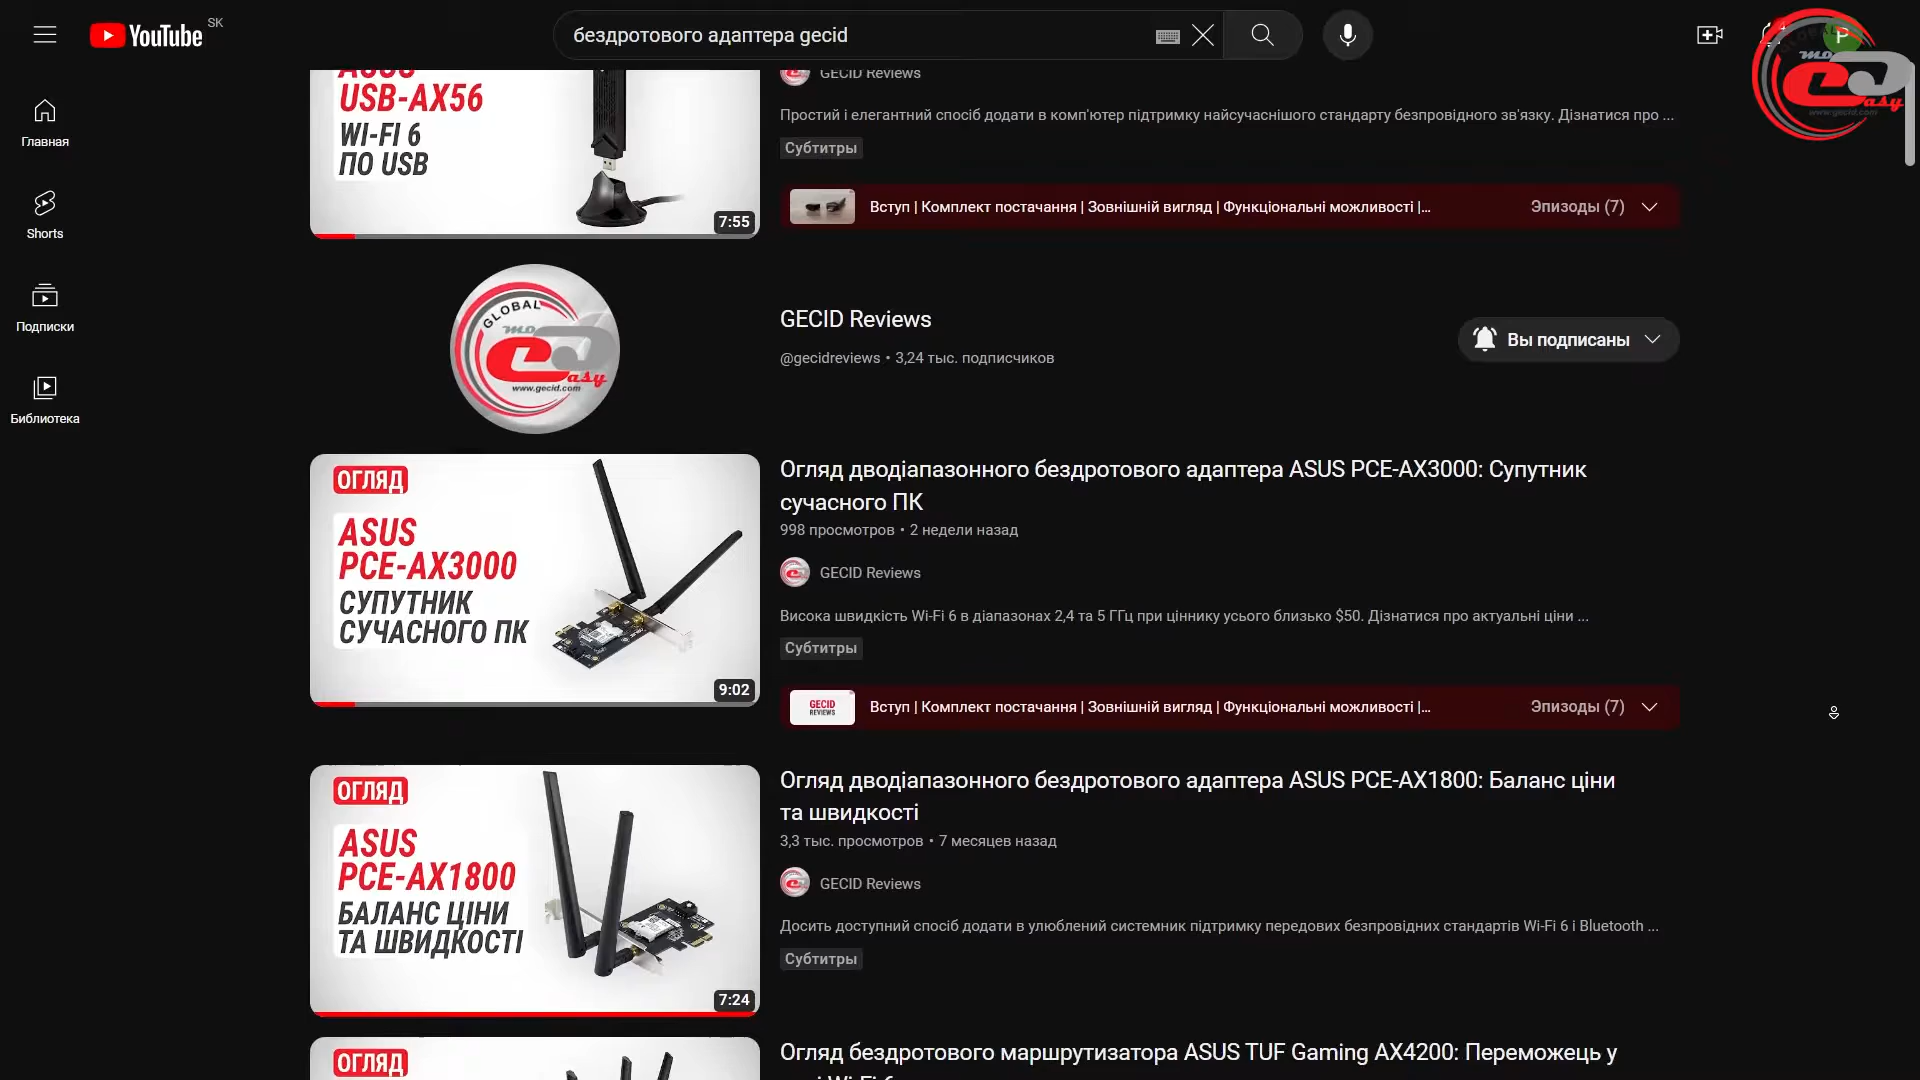 YouTube SK
бездротового адаптера gecid
P
Главная
Shorts
Подписки
Библиотека
USB-AX56
WI-FI 6
ПО USB
7:55
GECID Reviews
Простий і елегантний спосіб додати в комп'ютер підтримку найсучаснішого стандарту безпровідного зв'язку. Дізнатися про ...
Субтитры
Вступ | Комплект постачання | Зовнішній вигляд | Функціональні можливості |...
Эпизоды (7)
GLOBAL
easy
www.gecid.com
GECID Reviews
@gecidreviews • 3,24 тыс. подписчиков
Вы подписаны
ОГЛЯД
ASUS
PCE-AX3000
СУПУТНИК
СУЧАСНОГО ПК
9:02
Огляд дводіапазонного бездротового адаптера ASUS PCE-AX3000: Супутник
сучасного ПК
998 просмотров • 2 недели назад
GECID Reviews
Висока швидкість Wi-Fi 6 в діапазонах 2,4 та 5 ГГц при ціннику усього близько $50. Дізнатися про актуальні ціни ...
Субтитры
GECID
REVIEWS
Вступ | Комплект постачання | Зовнішній вигляд | Функціональні можливості |...
Эпизоды (7)
ОГЛЯД
ASUS
PCE-AX1800
БАЛАНС ЦІНИ
ТА ШВИДКОСТІ
7:24
Огляд дводіапазонного бездротового адаптера ASUS PCE-AX1800: Баланс ціни
та швидкості
3,3 тыс. просмотров • 7 месяцев назад
GECID Reviews
Досить доступний спосіб додати в улюблений системник підтримку передових безпровідних стандартів Wi-Fi 6 і Bluetooth ...
Субтитры
ОГЛЯД
Огляд бездротового маршрутизатора ASUS TUF Gaming AX4200: Переможець у